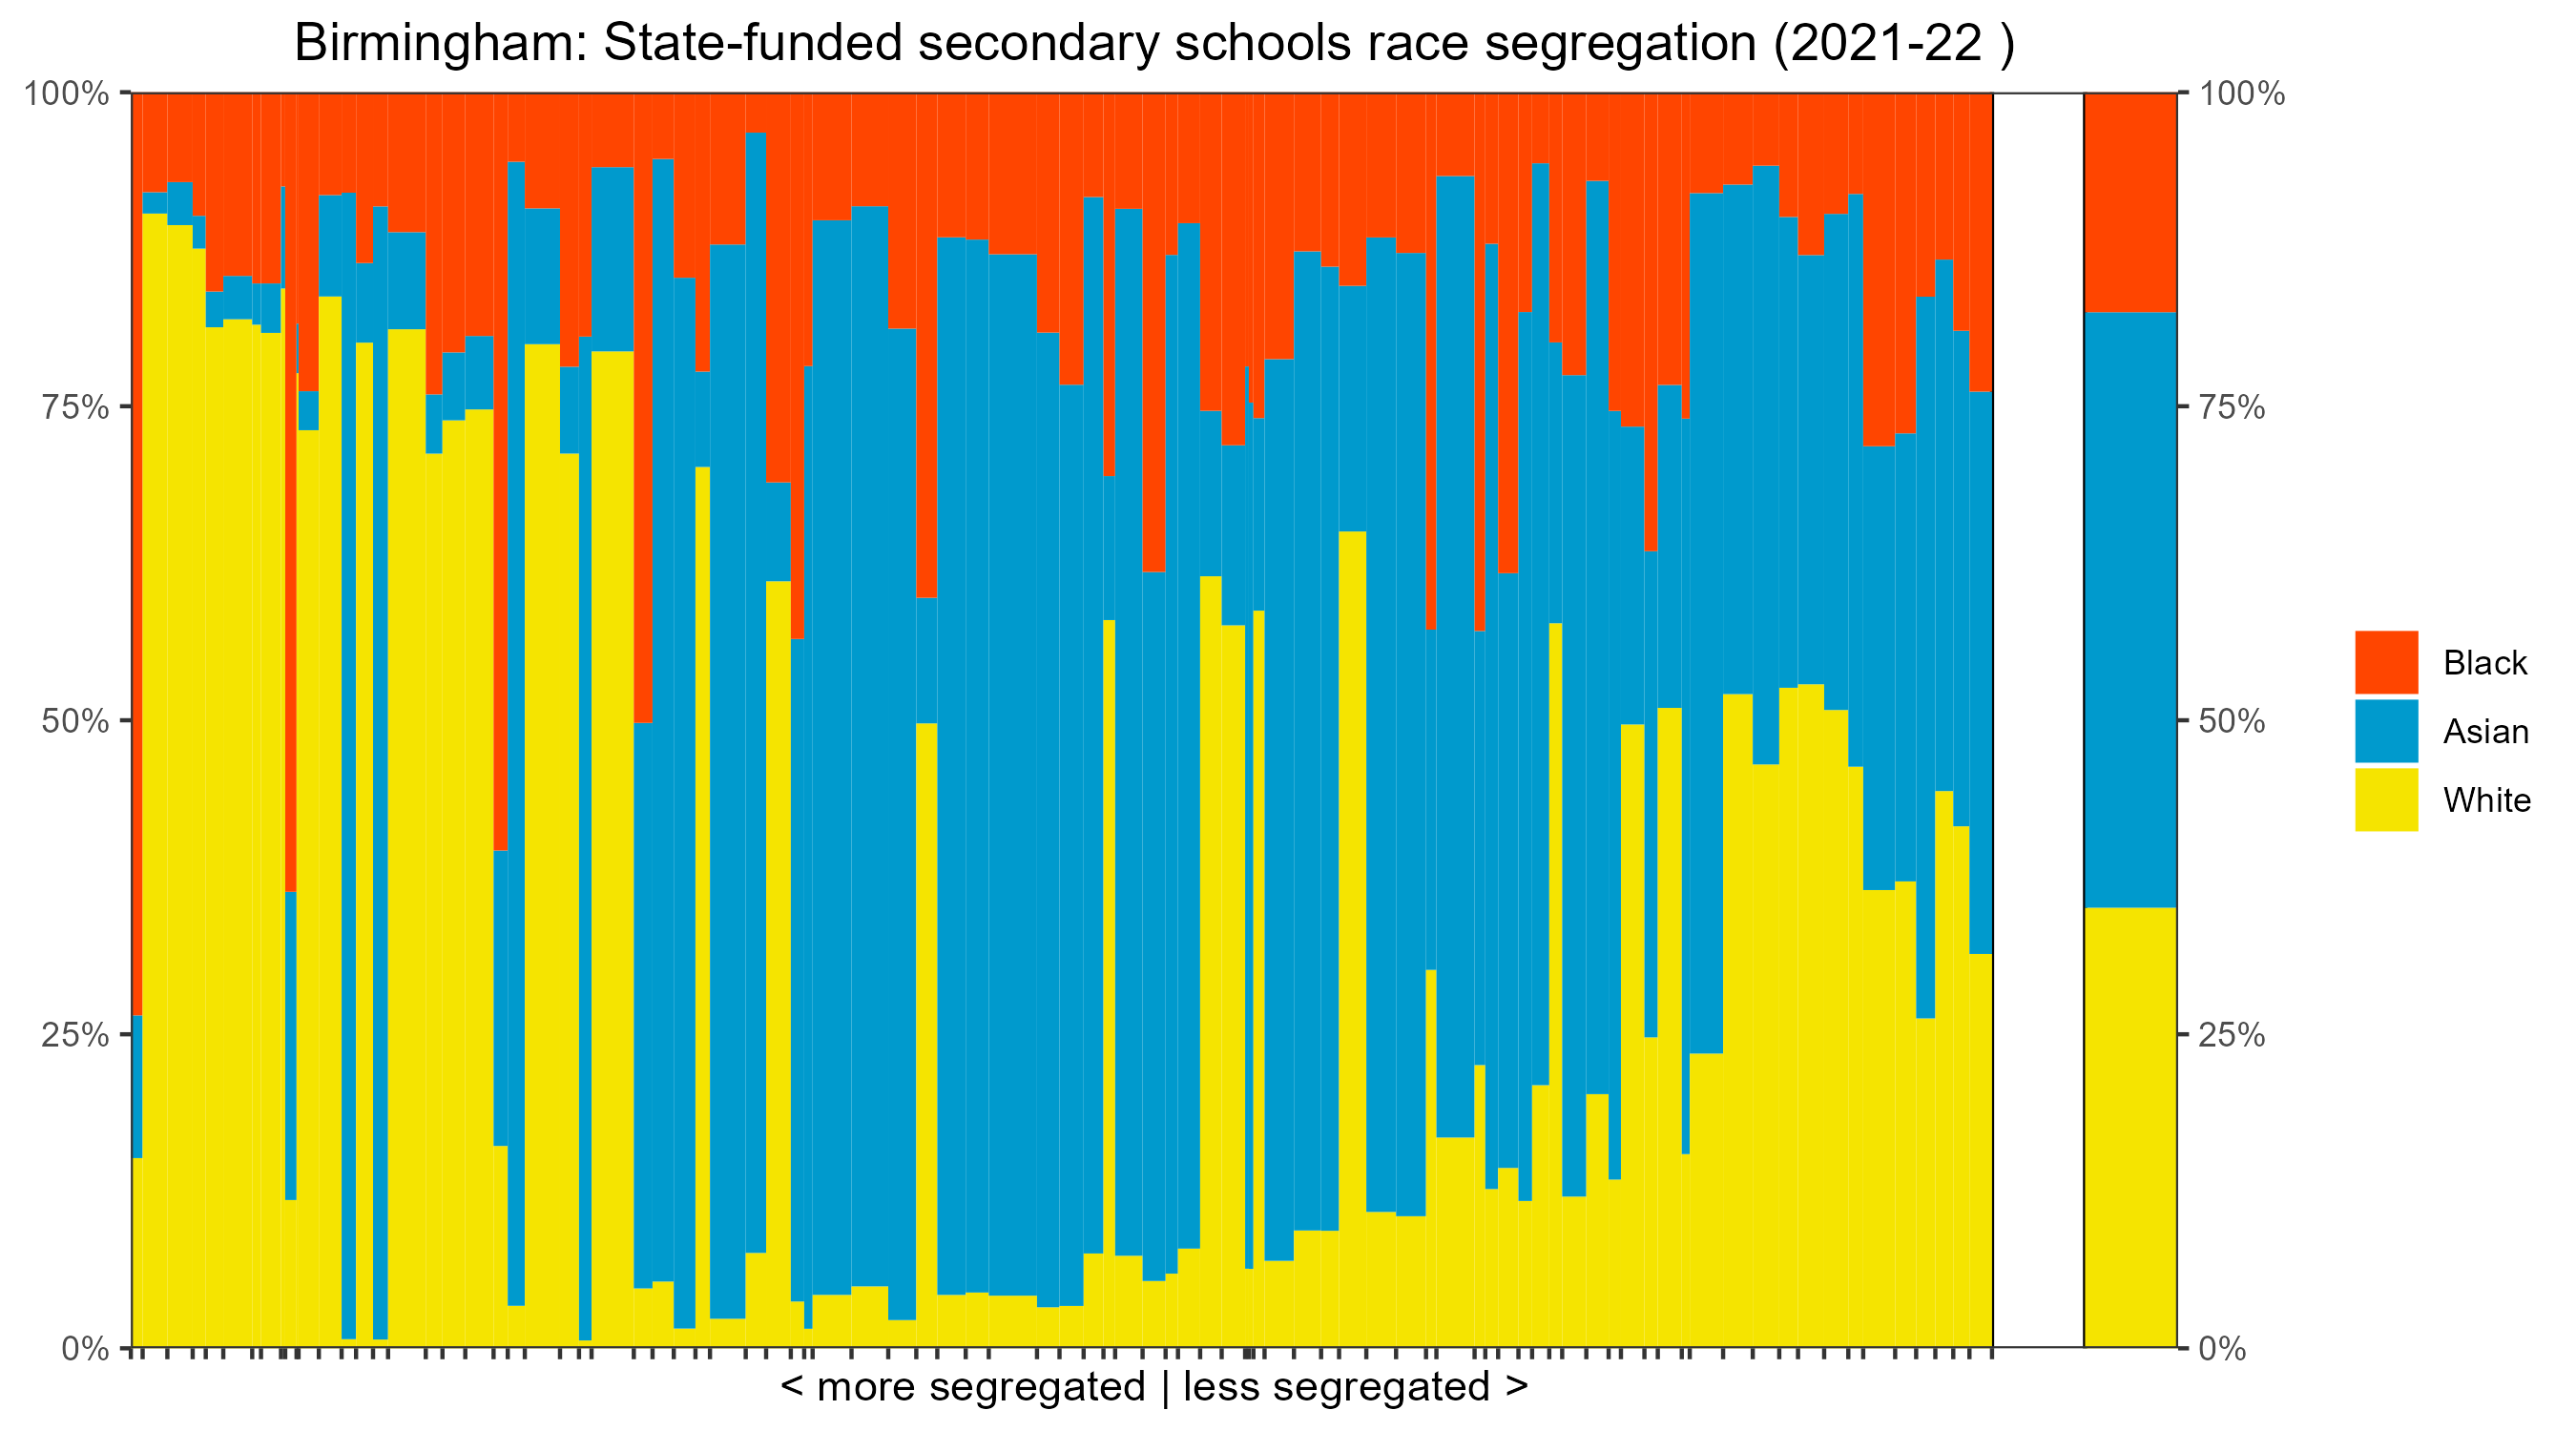 Birmingham: State-funded secondary schools race segregation (2021-22 )
100%
75%
50%
25%
0%
100%
75%
50%
25%
0%
Black
Asian
White
< more segregated | less segregated >